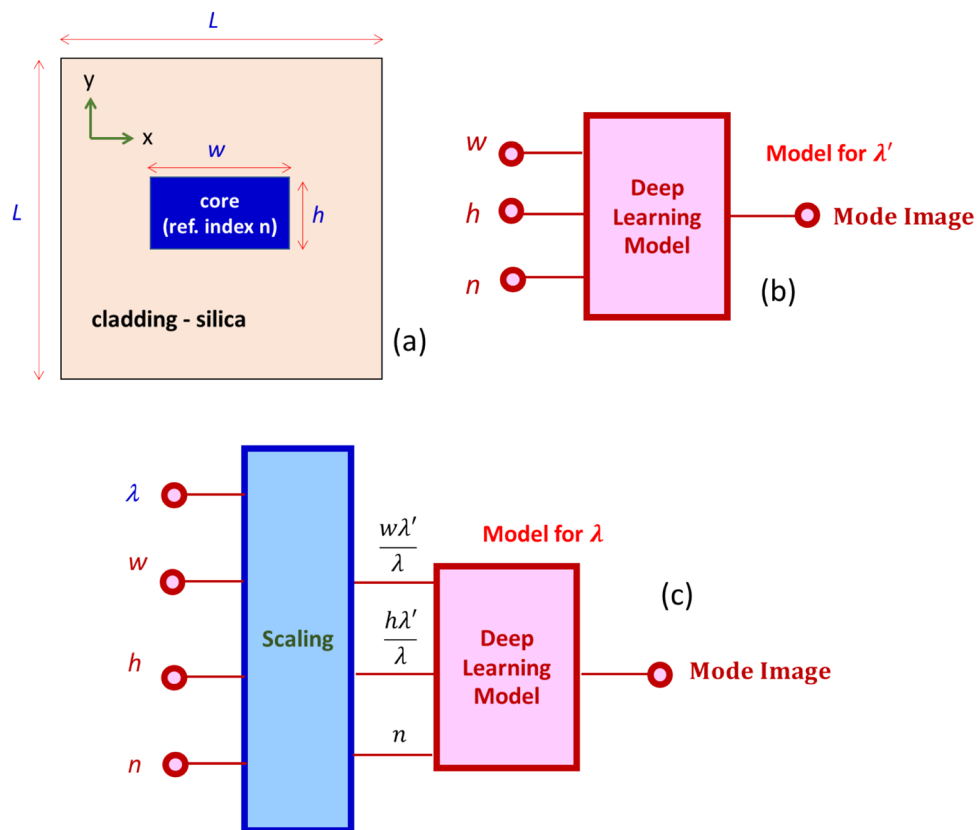 L
y
x
L
w
core
(ref. index n)
h
cladding - silica
(a)
w
h
n
Deep
Learning
Model
Model for λ′
Mode Image
(b)
λ
w
h
n
Scaling
wλ′
λ
hλ′
λ
n
Model for λ
Deep
Learning
Model
(c)
Mode Image